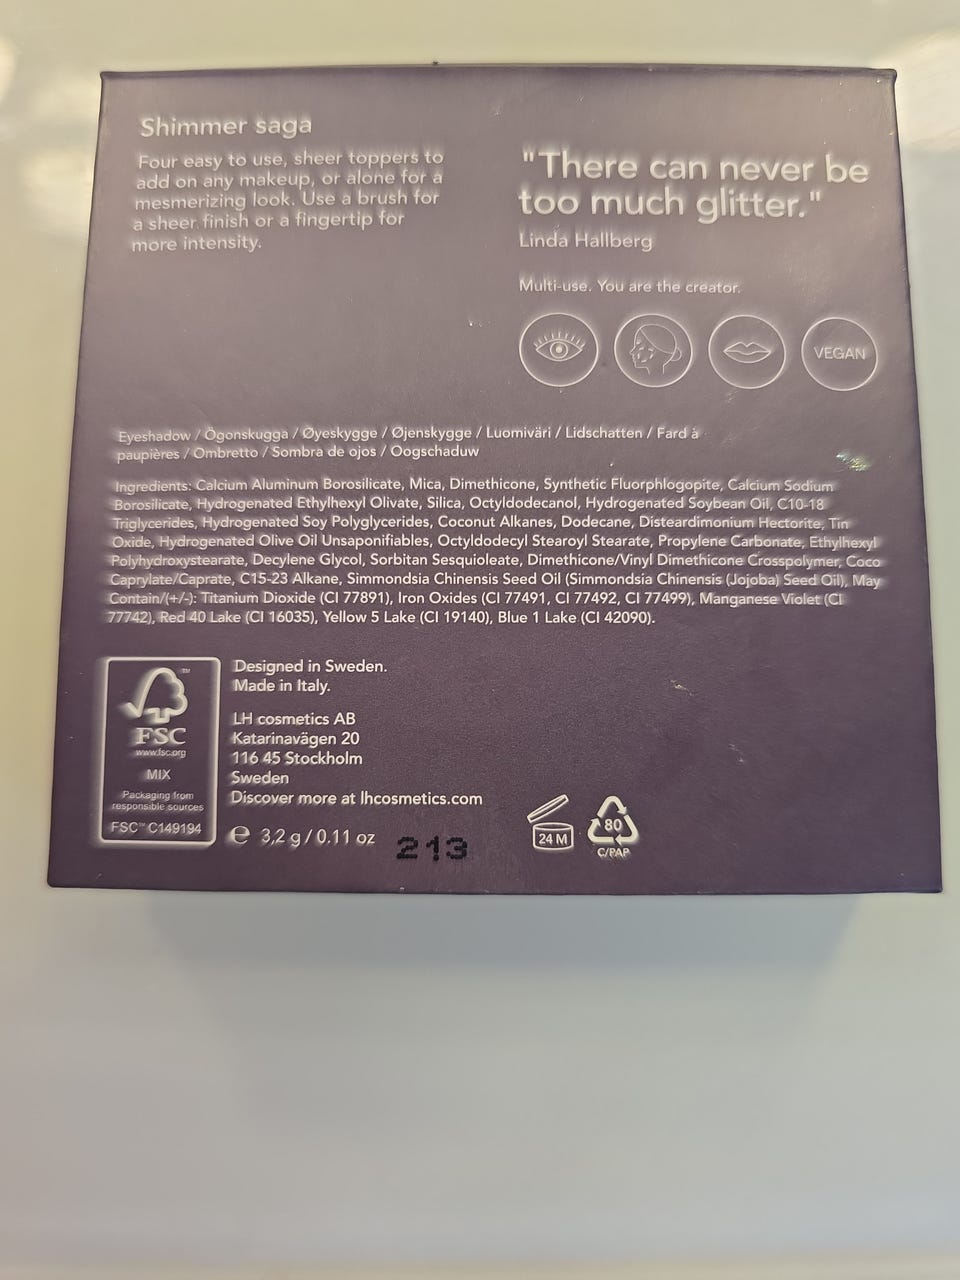 Shimmer saga
Four easy to use, sheer toppers to
add on any makeup, or alone for a
mesmerizing look. Use a brush for
a sheer finish or a fingertip for
more intensity.
"There can never be
too much glitter."
Linda Hallberg
Multi-use. You are the creator.
VEGAN
Eyeshadow / Ögonskugga / Øyeskygge / Øjenskygge / Luomiväri / Lidschatten / Fard à
paupières / Ombretto / Sombra de ojos / Oogschaduw
Ingredients: Calcium Aluminum Borosilicate, Mica, Dimethicone, Synthetic Fluorphlogopite, Calcium Sodium
Borosilicate, Hydrogenated Ethylhexyl Olivate, Silica, Octyldodecanol, Hydrogenated Soybean Oil, C10-18
Triglycerides, Hydrogenated Soy Polyglycerides, Coconut Alkanes, Dodecane, Disteardimonium Hectorite, Tin
Oxide, Hydrogenated Olive Oil Unsaponifiables, Octyldodecyl Stearoyl Stearate, Propylene Carbonate, Ethylhexyl
Polyhydroxystearate, Decylene Glycol, Sorbitan Sesquioleate, Dimethicone/Vinyl Dimethicone Crosspolymer, Coco
Caprylate/Caprate, C15-23 Alkane, Simmondsia Chinensis Seed Oil (Simmondsia Chinensis (Jojoba) Seed Oil), May
Contain/(+/-): Titanium Dioxide (CI 77891), Iron Oxides (CI 77491, CI 77492, CI 77499), Manganese Violet (CI
77742), Red 40 Lake (CI 16035), Yellow 5 Lake (CI 19140), Blue 1 Lake (CI 42090).
FSC
www.fsc.org
MIX
Packaging from
responsible sources
FSC™ C149194
Designed in Sweden.
Made in Italy.
LH cosmetics AB
Katarinavägen 20
116 45 Stockholm
Sweden
Discover more at lhcosmetics.com
℮ 3,2 g / 0.11 oz
213
24 M
80
C/PAP